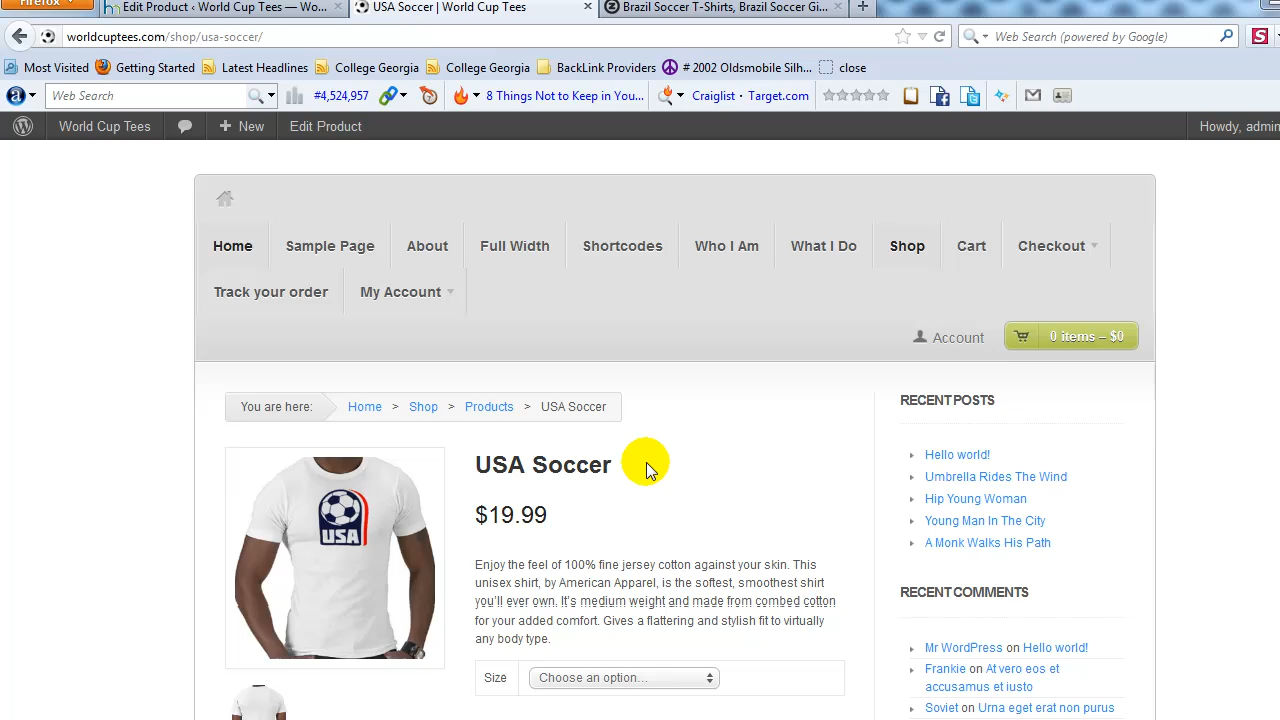 Firefox
Edit Product ‹ World Cup Tees — Wo...
USA Soccer | World Cup Tees
Brazil Soccer T-Shirts, Brazil Soccer Gi...
worldcuptees.com/shop/usa-soccer/
Web Search (powered by Google)
S
Most Visited
Getting Started
Latest Headlines
College Georgia
College Georgia
BackLink Providers
# 2002 Oldsmobile Silh...
close
a
Web Search
#4,524,957
8 Things Not to Keep in You...
Craiglist · Target.com
World Cup Tees
New
Edit Product
Howdy, admin
Home
Sample Page
About
Full Width
Shortcodes
Who I Am
What I Do
Shop
Cart
Checkout
Track your order
My Account
Account
0 items – $0
You are here:
Home > Shop > Products > USA Soccer
USA
USA Soccer
$19.99
Enjoy the feel of 100% fine jersey cotton against your skin. This
unisex shirt, by American Apparel, is the softest, smoothest shirt
you'll ever own. It's medium weight and made from combed cotton
for your added comfort. Gives a flattering and stylish fit to virtually
any body type.
Size
Choose an option...
RECENT POSTS
Hello world!
Umbrella Rides The Wind
Hip Young Woman
Young Man In The City
A Monk Walks His Path
RECENT COMMENTS
Mr WordPress on Hello world!
Frankie on At vero eos et
accusamus et iusto
Soviet on Urna eget erat non purus